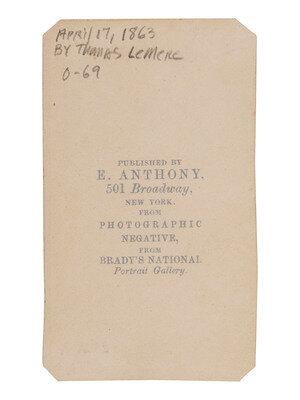 APRIL 17, 1863
BY THOMAS LeMERE
O-69
PUBLISHED BY
E. ANTHONY,
501 Broadway,
NEW YORK.
FROM
PHOTOGRAPHIC
NEGATIVE,
FROM
BRADY'S NATIONAL
Portrait Gallery.